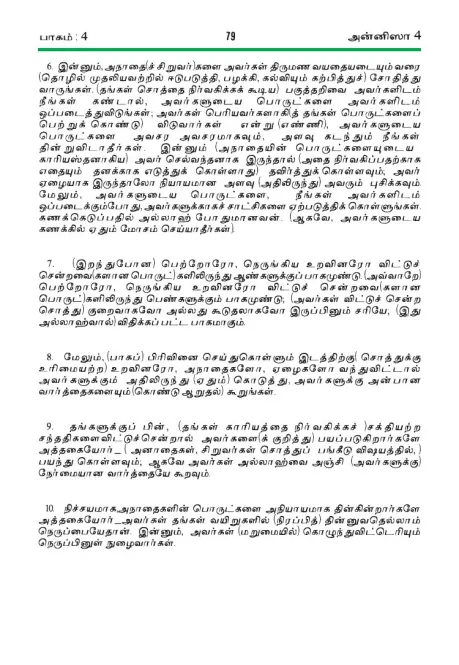 பாகம் : 4 79 அன்னிஸா 4
6. இன்னும்,அநாதை(ச் சிறுவர்)களை அவர்கள் திருமண வயதையடையும் வரை
(தொழில் முதலியவற்றில் ஈடுபடுத்தி, பழக்கி, கல்வியும் கற்பித்துச்) சோதித்து
வாருங்கள். (தங்கள் சொத்தை நிர்வகிக்கக் கூடிய) பகுத்தறிவை அவர்களிடம்
நீங்கள் கண்டால், அவர்களுடைய பொருட்களை அவர்களிடம்
ஒப்படைத்துவிடுங்கள்; அவர்கள் பெரியவர்களாகி(த் தங்கள் பொருட்களைப்
பெற்றுக் கொண்டு) விடுவார்கள் என்று (எண்ணி), அவர்களுடைய
பொருட்களை அவசர அவசரமாகவும், அளவு கடந்தும் நீங்கள்
தின்றுவிடாதீர்கள். இன்னும் (அநாதையின் பொருட்களையுடைய
காரியஸ்தனாகிய) அவர் செல்வந்தனாக இருந்தால் (அதை நிர்வகிப்பதற்காக
எதையும் தனக்காக எடுத்துக் கொள்ளாது) தவிர்த்துக்கொள்ளவும்; அவர்
ஏழையாக இருந்தாலோ நியாயமான அளவு (அதிலிருந்து) அவரும் புசிக்கவும்
மேலும், அவர்களுடைய பொருட்களை, நீங்கள் அவர்களிடம்
ஒப்படைக்கும்போது,அவர்களுக்காகச் சாட்சிகளை ஏற்படுத்திக் கொள்ளுங்கள்.
கணக்கெடுப்பதில் அல்லாஹ் போதுமானவன். (ஆகவே, அவர்களுடைய
கணக்கில் ஏதும் மோசம் செய்யாதீர்கள்).
7. (இறந்துபோன) பெற்றோரோ, நெருங்கிய உறவினரோ விட்டுச்
சென்றவை(களான பொருட்) களிலிருந்து ஆண்களுக்குப் பாகமுண்டு. (அவ்வாறே)
பெற்றோரோ, நெருங்கிய உறவினரோ விட்டுச் சென்றவை(களான
பொருட்)களிலிருந்து பெண்களுக்கும் பாகமுண்டு; (அவர்கள் விட்டுச் சென்ற
சொத்து) குறைவாகவோ அல்லது கூடுதலாகவோ இருப்பினும் சரியே; (இது
அல்லாஹ்வால்) விதிக்கப்பட்ட பாகமாகும்.
8. மேலும், (பாகப்) பிரிவினை செய்துகொள்ளும் இடத்திற்கு( சொத்துக்கு
உரிமையற்ற) உறவினரோ, அநாதைகளோ, ஏழைகளோ வந்துவிட்டால்
அவர்களுக்கும் அதிலிருந்து (ஏதும்) கொடுத்து, அவர்களுக்கு அன்பான
வார்த்தைகளையும்(கொண்டு ஆறுதல்) கூறுங்கள்.
9. தங்களுக்குப் பின், (தங்கள் காரியத்தை நிர்வகிக்கச் )சக்தியற்ற
சந்ததிகளைவிட்டுச்சென்றால் அவர்களை(க் குறித்து) பயப்படுகிறார்களே
அத்தகையோர்_( அனாதைகள், சிறுவர்கள் சொத்துப் பங்கீடு விஷயத்தில், )
பயந்து கொள்ளவும்; ஆகவே அவர்கள் அல்லாஹ்வை அஞ்சி (அவர்களுக்கு)
நேர்மையான வார்த்தையே கூறவும்.
10. நிச்சயமாகஅநாதைகளின் பொருட்களை அநியாயமாக தின்கின்றார்களே
அத்தகையோர்_அவர்கள் தங்கள் வயிறுகளில் (நிரப்பித்) தின்னுவதெல்லாம்
நெருப்பையேதான். இன்னும், அவர்கள் (மறுமையில்) கொழுந்துவிட்டெரியும்
நெருப்பினுள் நுழைவார்கள்.